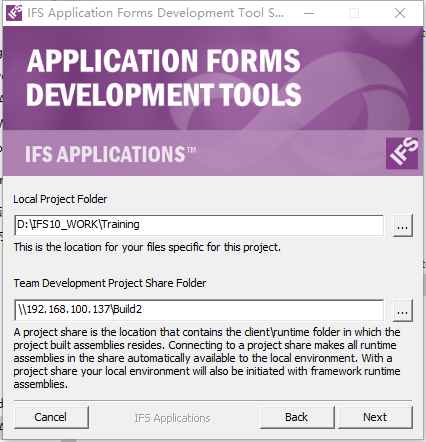 IFS Application Forms Development Tool S...
APPLICATION FORMS
DEVELOPMENT TOOLS
IFS APPLICATIONS™
IFS
Local Project Folder
D:\IFS10_WORK\Training
...
This is the location for your files specific for this project.
Team Development Project Share Folder
\\192.168.100.137\Build2
...
A project share is the location that contains the client\runtime folder in which the
project built assemblies resides. Connecting to a project share makes all runtime
assemblies in the share automatically available to the local environment. With a
project share your local environment will also be initiated with framework runtime
assemblies.
Cancel
IFS Applications
Back
Next